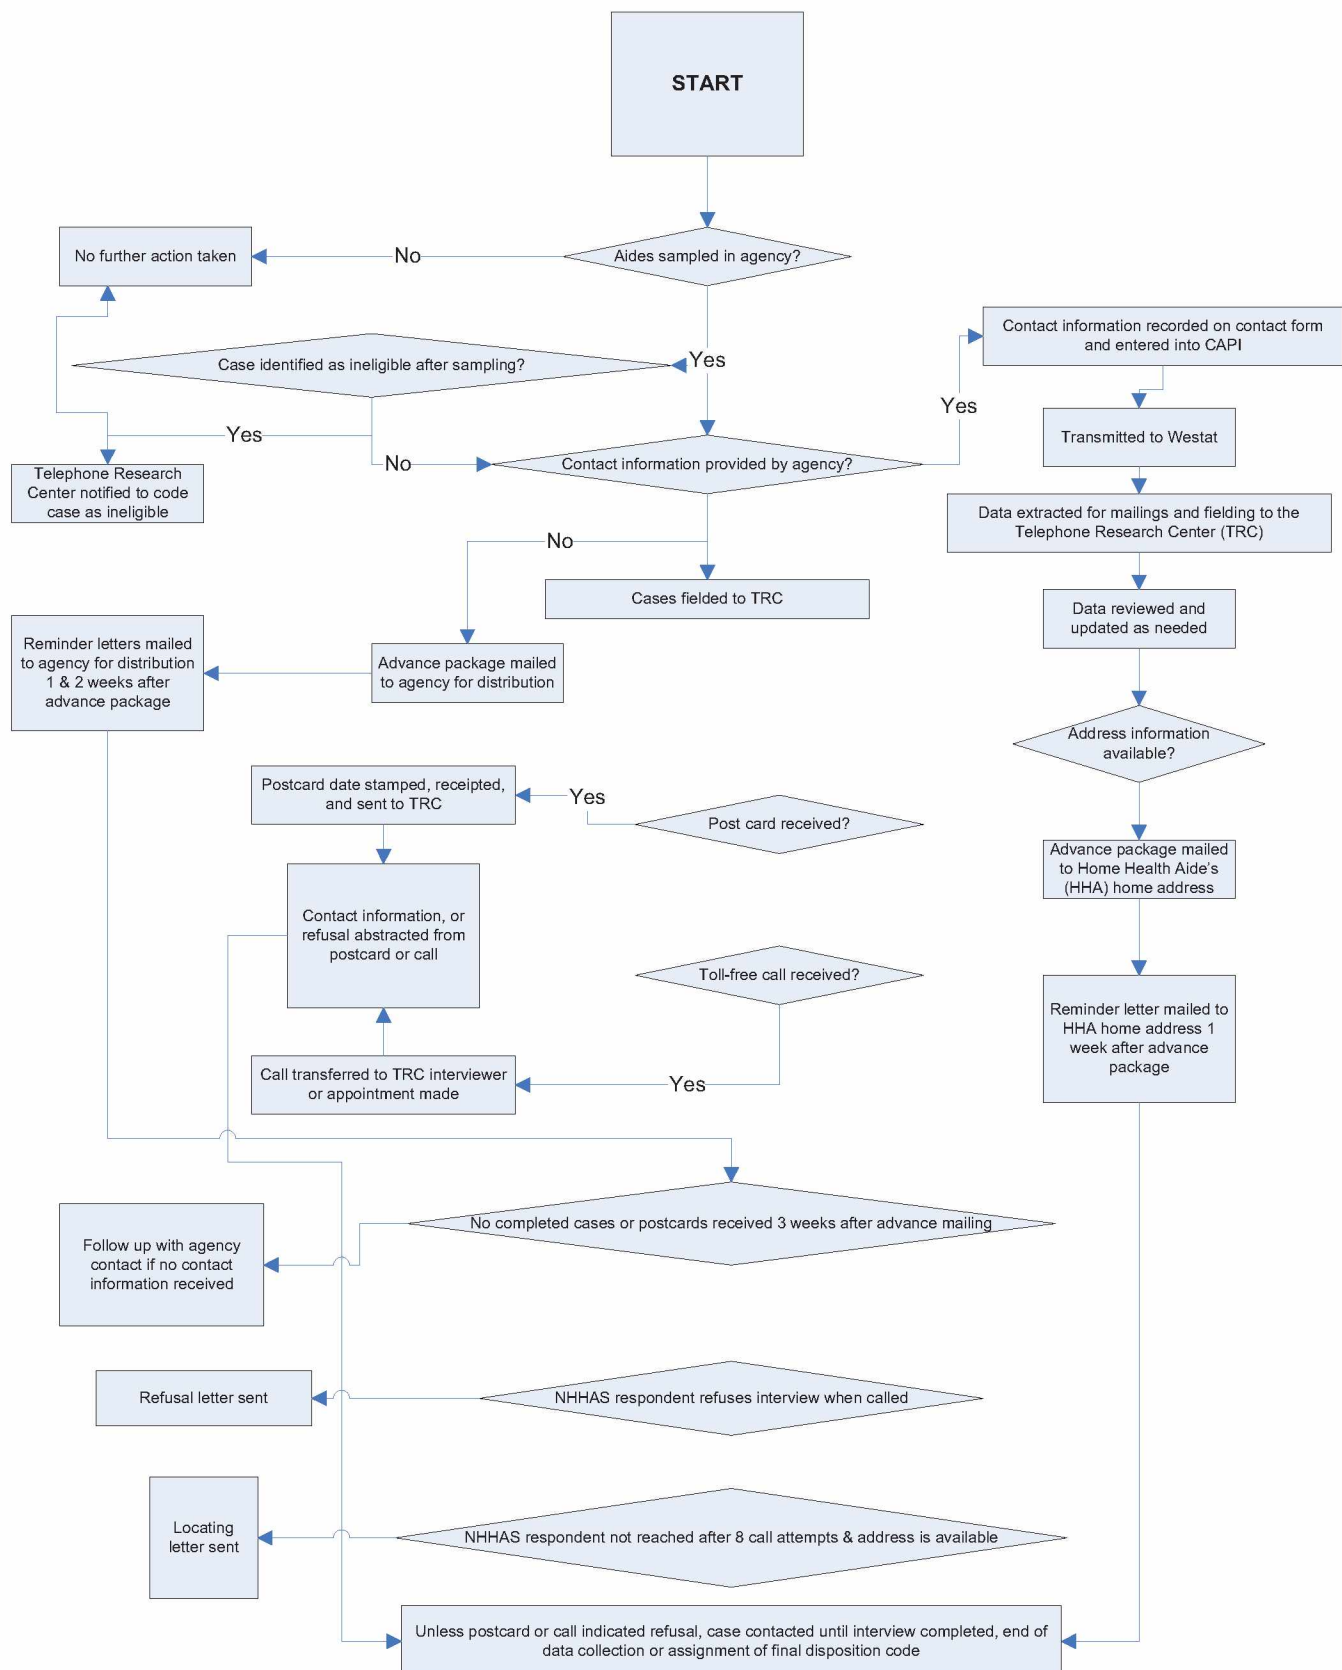 START
Aides sampled in agency?
No
No further action taken
Yes
Case identified as ineligible after sampling?
Yes
No
Telephone Research
Center notified to code
case as ineligible
Contact information provided by agency?
Yes
Contact information recorded on contact form
and entered into CAPI
Transmitted to Westat
Data extracted for mailings and fielding to the
Telephone Research Center (TRC)
Data reviewed and
updated as needed
Address information
available?
Advance package mailed
to Home Health Aide's
(HHA) home address
Reminder letter mailed to
HHA home address 1
week after advance
package
No
Cases fielded to TRC
Advance package mailed
to agency for distribution
Reminder letters mailed
to agency for distribution
1 & 2 weeks after
advance package
Post card received?
Yes
Postcard date stamped, receipted,
and sent to TRC
Contact information, or
refusal abstracted from
postcard or call
Toll-free call received?
Yes
Call transferred to TRC interviewer
or appointment made
No completed cases or postcards received 3 weeks after advance mailing
Follow up with agency
contact if no contact
information received
NHHAS respondent refuses interview when called
Refusal letter sent
NHHAS respondent not reached after 8 call attempts & address is available
Locating
letter sent
Unless postcard or call indicated refusal, case contacted until interview completed, end of
data collection or assignment of final disposition code